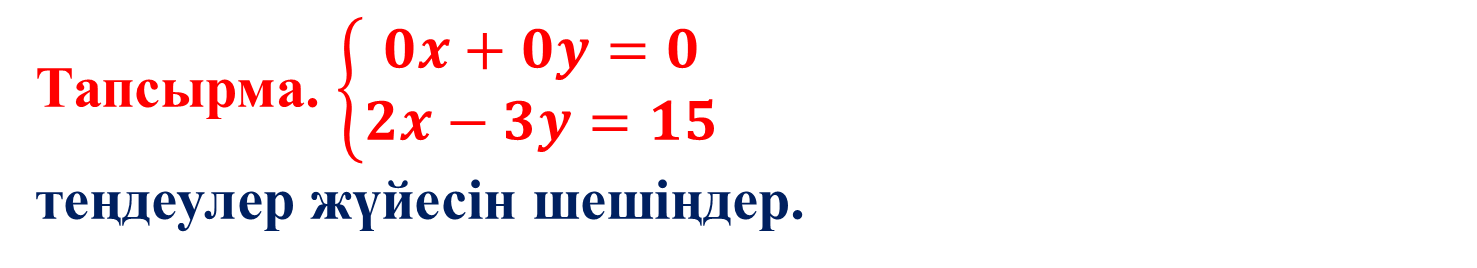 Тапсырма. { 0x + 0y = 0
2x − 3y = 15
теңдеулер жүйесін шешіңдер.